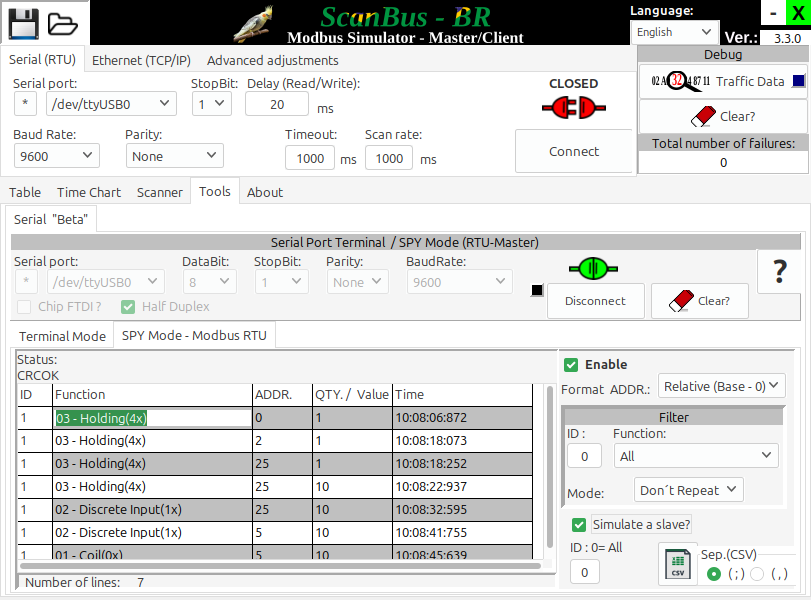 ScanBus - BR
Modbus Simulator - Master/Client
Language:
English
Ver.:
3.3.0
-
X
Serial (RTU)
Ethernet (TCP/IP)
Advanced adjustments
Debug
Serial port:
StopBit:
Delay (Read/Write):
*
/dev/ttyUSB0
1
20
ms
CLOSED
Traffic Data
Baud Rate:
Parity:
Timeout:
Scan rate:
9600
None
1000
ms
1000
ms
Connect
Clear?
Total number of failures:
0
Table
Time Chart
Scanner
Tools
About
Serial "Beta"
Serial Port Terminal / SPY Mode (RTU-Master)
Serial port:
DataBit:
StopBit:
Parity:
BaudRate:
*
/dev/ttyUSB0
8
1
None
9600
?
Chip FTDI ?
Half Duplex
Disconnect
Clear?
Terminal Mode
SPY Mode - Modbus RTU
Status:
CRCOK
ID Function ADDR. QTY. / Value Time
1 03 - Holding(4x) 0 1 10:08:06:872
1 03 - Holding(4x) 2 1 10:08:18:073
1 03 - Holding(4x) 25 1 10:08:18:252
1 03 - Holding(4x) 25 10 10:08:22:937
1 02 - Discrete Input(1x) 25 10 10:08:32:595
1 02 - Discrete Input(1x) 5 10 10:08:41:755
1 01 - Coil(0x) 5 10 10:08:45:639
Number of lines: 7
Enable
Format ADDR.:
Relative (Base - 0)
Filter
ID :
Function:
0
All
Mode:
Don´t Repeat
Simulate a slave?
ID : 0= All
0
CSV
Sep.(CSV)
( ; )
( , )